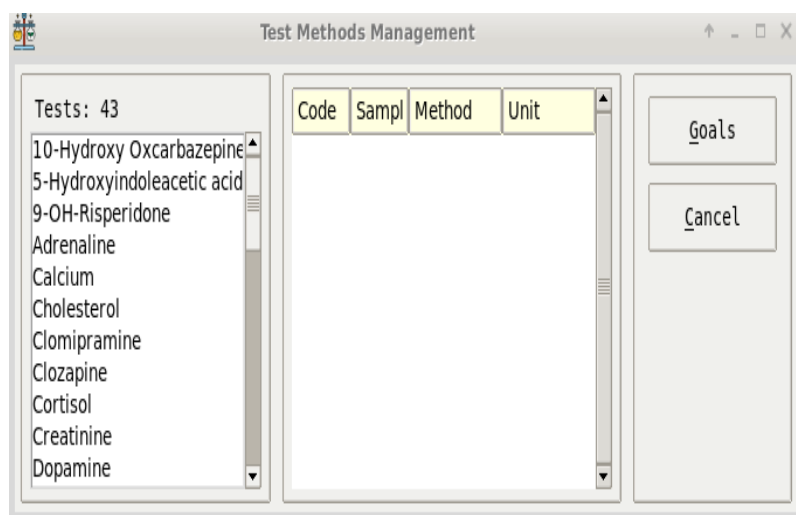 Test Methods Management
Tests: 43
10-Hydroxy Oxcarbazepine
5-Hydroxyindoleacetic acid
9-OH-Risperidone
Adrenaline
Calcium
Cholesterol
Clomipramine
Clozapine
Cortisol
Creatinine
Dopamine
Code Sampl Method Unit
Goals
Cancel